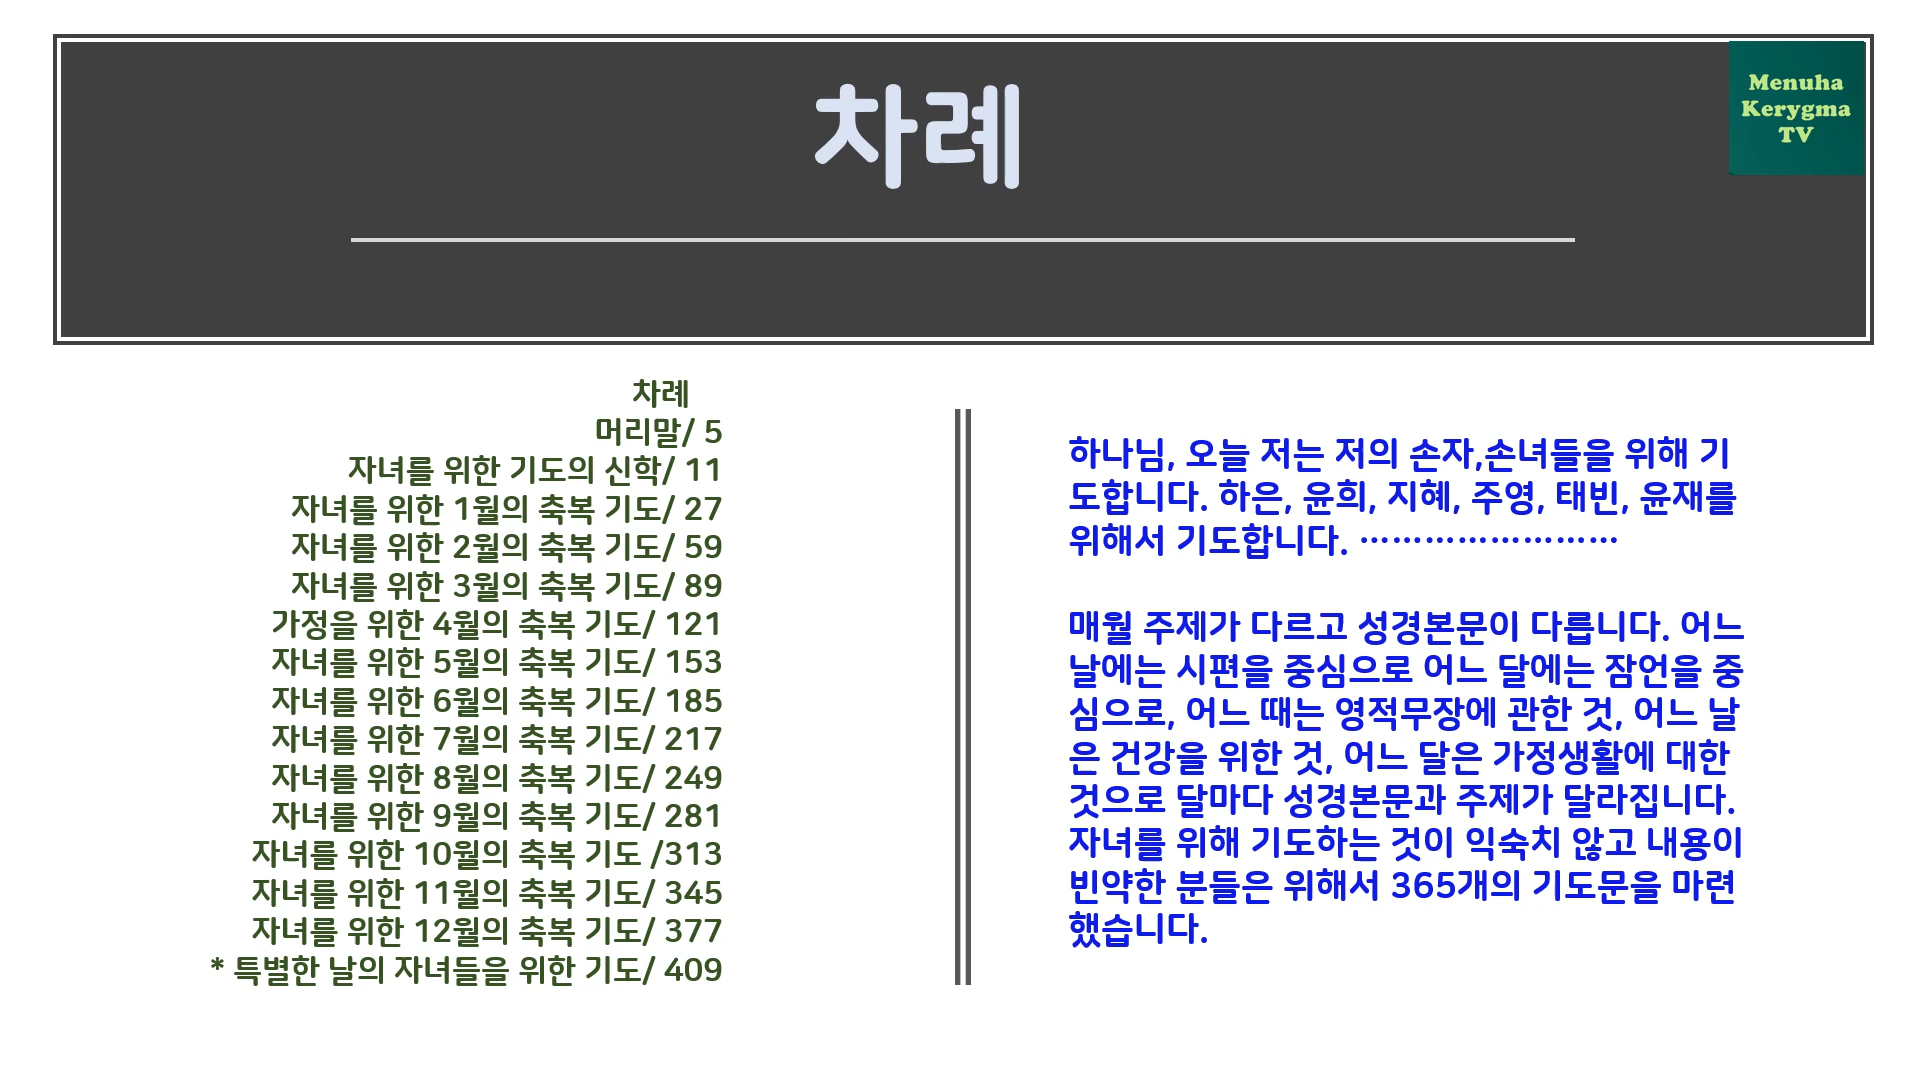 차례
Menuha
Kerygma
TV
차례
머리말/ 5
자녀를 위한 기도의 신학/ 11
자녀를 위한 1월의 축복 기도/ 27
자녀를 위한 2월의 축복 기도/ 59
자녀를 위한 3월의 축복 기도/ 89
가정을 위한 4월의 축복 기도/ 121
자녀를 위한 5월의 축복 기도/ 153
자녀를 위한 6월의 축복 기도/ 185
자녀를 위한 7월의 축복 기도/ 217
자녀를 위한 8월의 축복 기도/ 249
자녀를 위한 9월의 축복 기도/ 281
자녀를 위한 10월의 축복 기도 /313
자녀를 위한 11월의 축복 기도/ 345
자녀를 위한 12월의 축복 기도/ 377
* 특별한 날의 자녀들을 위한 기도/ 409
하나님, 오늘 저는 저의 손자,손녀들을 위해 기
도합니다. 하은, 윤희, 지혜, 주영, 태빈, 윤재를
위해서 기도합니다. ……………………
매월 주제가 다르고 성경본문이 다릅니다. 어느
날에는 시편을 중심으로 어느 달에는 잠언을 중
심으로, 어느 때는 영적무장에 관한 것, 어느 날
은 건강을 위한 것, 어느 달은 가정생활에 대한
것으로 달마다 성경본문과 주제가 달라집니다.
자녀를 위해 기도하는 것이 익숙치 않고 내용이
빈약한 분들은 위해서 365개의 기도문을 마련
했습니다.